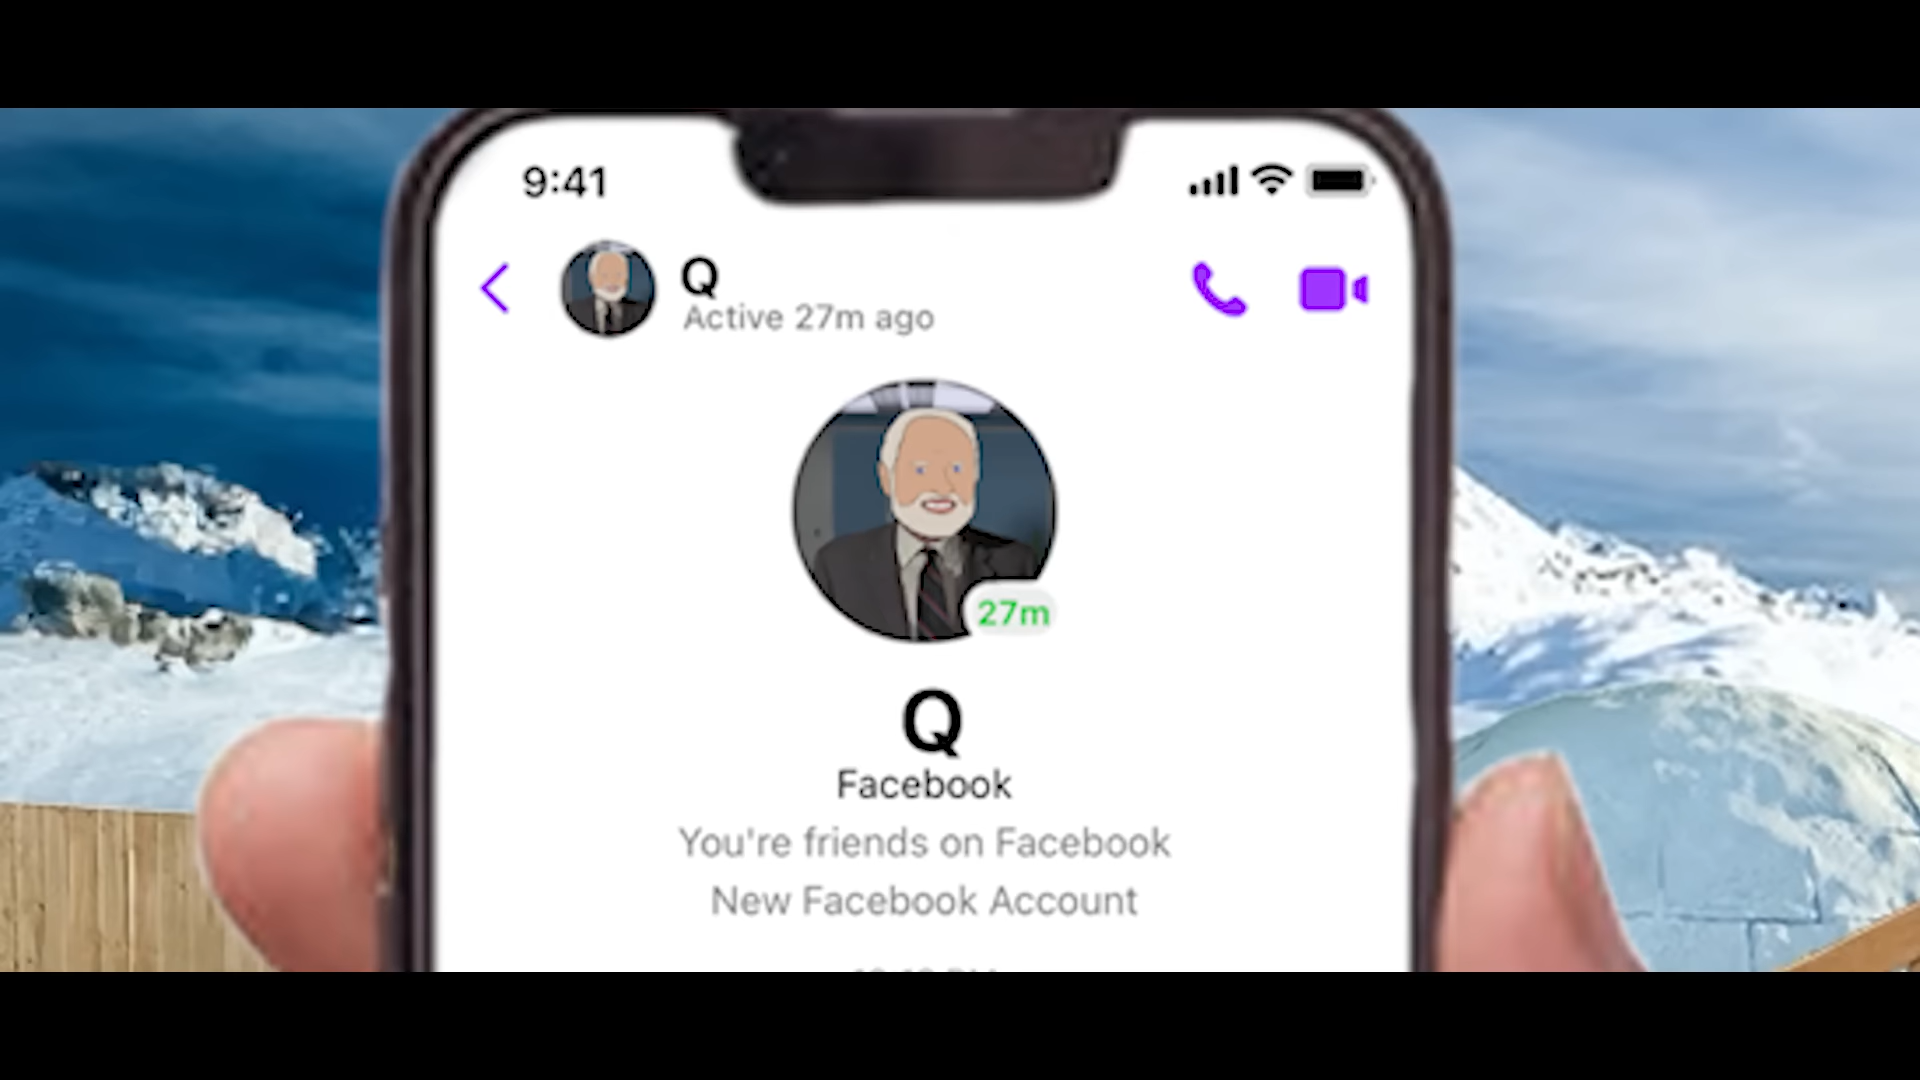 9:41
Q
Active 27m ago
27m
Q
Facebook
You're friends on Facebook
New Facebook Account